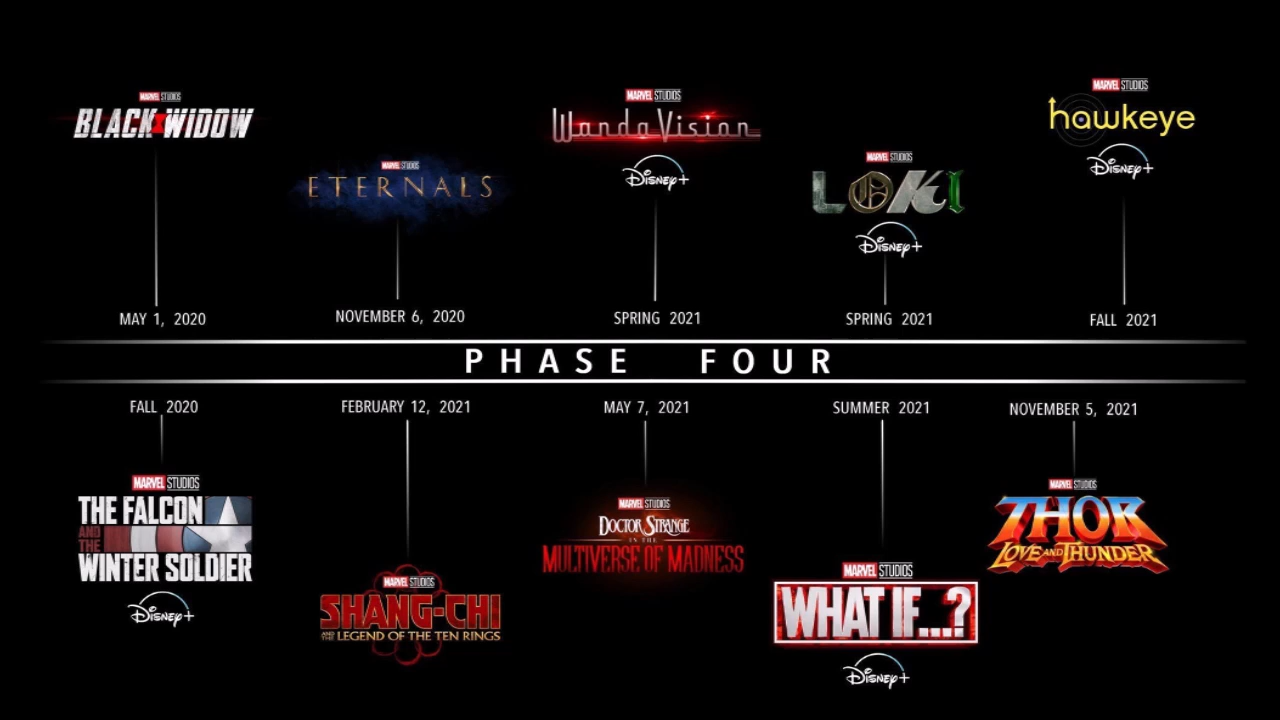 MARVEL STUDIOS
BLACK WIDOW
MAY 1, 2020
MARVEL STUDIOS
ETERNALS
NOVEMBER 6, 2020
MARVEL STUDIOS
WandaVision
Disney+
SPRING 2021
MARVEL STUDIOS
LOKI
Disney+
SPRING 2021
MARVEL STUDIOS
hawkeye
Disney+
FALL 2021
PHASE FOUR
FALL 2020
MARVEL STUDIOS
THE FALCON
AND
THE
WINTER SOLDIER
Disney+
FEBRUARY 12, 2021
MARVEL STUDIOS
SHANG-CHI
AND THE LEGEND OF THE TEN RINGS
MAY 7, 2021
MARVEL STUDIOS
DOCTOR STRANGE
IN THE
MULTIVERSE OF MADNESS
SUMMER 2021
MARVEL STUDIOS
WHAT IF...?
Disney+
NOVEMBER 5, 2021
MARVEL STUDIOS
THOR
LOVE AND THUNDER